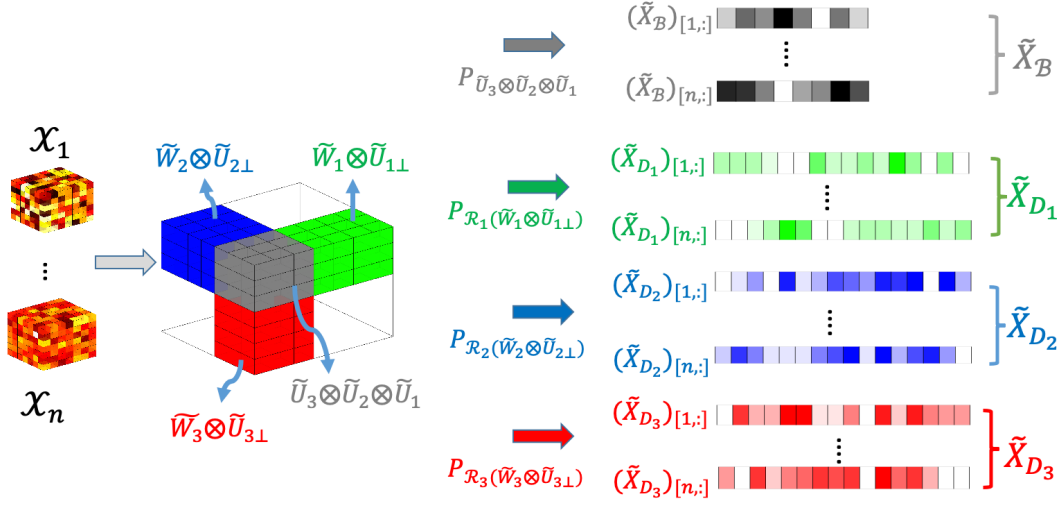 𝒳₁
⋮
𝒳ₙ
W̃₂⊗Ũ₂⊥
W̃₁⊗Ũ₁⊥
W̃₃⊗Ũ₃⊥
Ũ₃⊗Ũ₂⊗Ũ₁
P_{Ũ₃⊗Ũ₂⊗Ũ₁}
(X̃_ℬ)_{[1,:]}
⋮
(X̃_ℬ)_{[n,:]}
X̃_ℬ
P_{ℛ₁(W̃₁⊗Ũ₁⊥)}
(X̃_{D₁})_{[1,:]}
⋮
(X̃_{D₁})_{[n,:]}
X̃_{D₁}
P_{ℛ₂(W̃₂⊗Ũ₂⊥)}
(X̃_{D₂})_{[1,:]}
⋮
(X̃_{D₂})_{[n,:]}
X̃_{D₂}
P_{ℛ₃(W̃₃⊗Ũ₃⊥)}
(X̃_{D₃})_{[1,:]}
⋮
(X̃_{D₃})_{[n,:]}
X̃_{D₃}